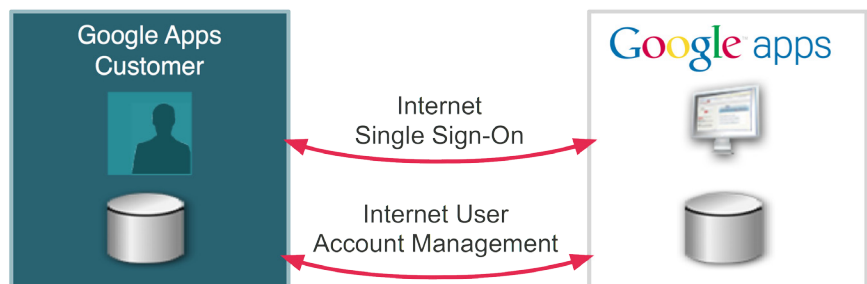 Google Apps
Customer
Google apps
Internet
Single Sign-On
Internet User
Account Management